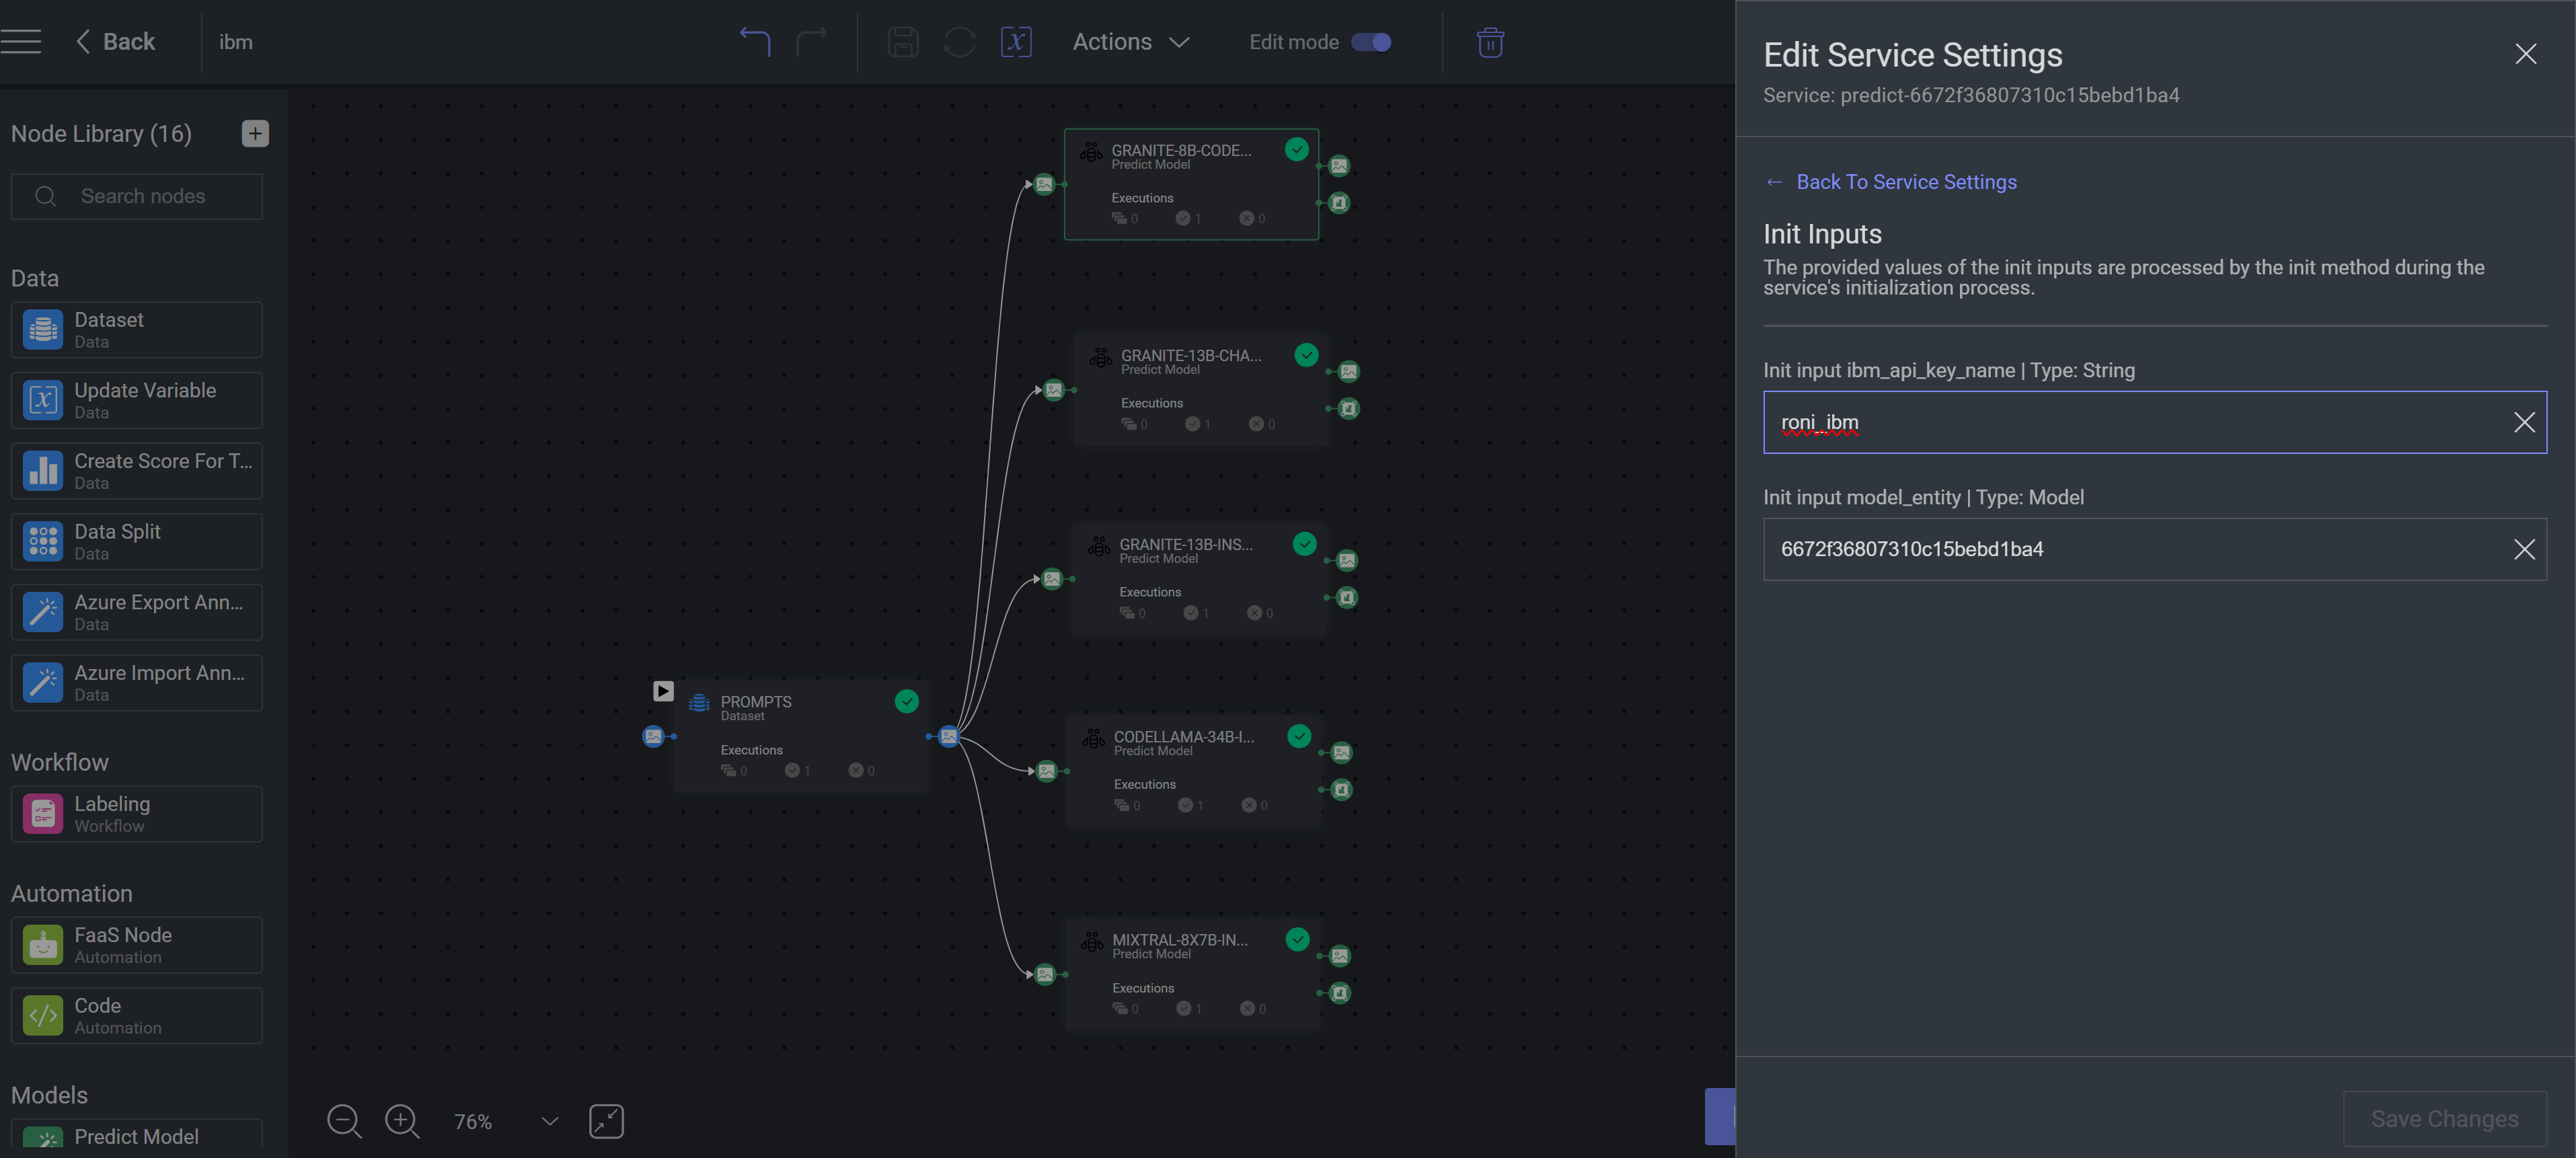 Back
ibm
Actions
Edit mode
Node Library (16)
Search nodes
Data
Dataset
Data
Update Variable
Data
Create Score For T...
Data
Data Split
Data
Azure Export Ann...
Data
Azure Import Ann...
Data
Workflow
Labeling
Workflow
Automation
FaaS Node
Automation
Code
Automation
Models
Predict Model
PROMPTS
Dataset
Executions
0 1 0
GRANITE-8B-CODE...
Predict Model
Executions
0 1 0
GRANITE-13B-CHA...
Predict Model
Executions
0 1 0
GRANITE-13B-INS...
Predict Model
Executions
0 1 0
CODELLAMA-34B-I...
Predict Model
Executions
0 1 0
MIXTRAL-8X7B-IN...
Predict Model
Executions
0 1 0
76%
Edit Service Settings
Service: predict-6672f36807310c15bebd1ba4
← Back To Service Settings
Init Inputs
The provided values of the init inputs are processed by the init method during the
service's initialization process.
Init input ibm_api_key_name | Type: String
roni_ibm
Init input model_entity | Type: Model
6672f36807310c15bebd1ba4
Save Changes